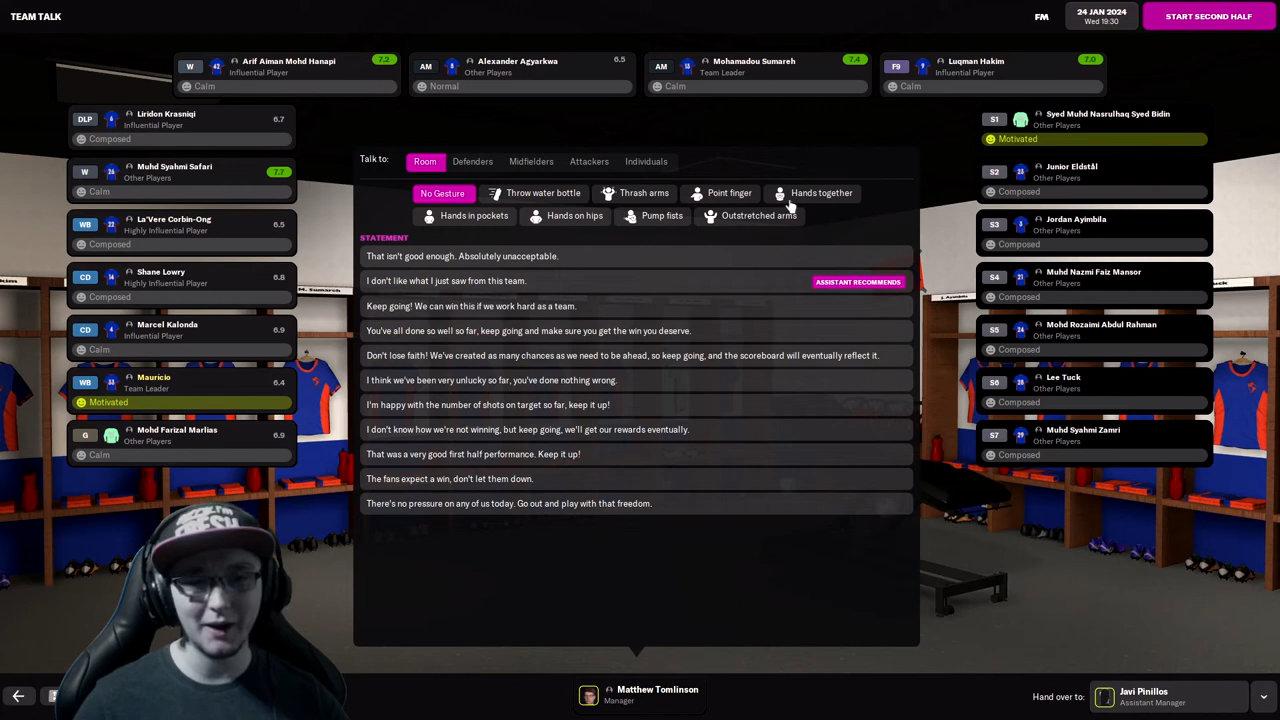 TEAM TALK
FM
24 JAN 2024
Wed 19:30
START SECOND HALF
W
42
Arif Aiman Mohd Hanapi
Influential Player
7.2
Calm
AM
8
Alexander Agyarkwa
Other Players
6.5
Normal
AM
Mohamadou Sumareh
Team Leader
7.4
Calm
F9
Luqman Hakim
Influential Player
7.0
Calm
DLP
Liridon Krasniqi
Influential Player
6.7
Composed
W
Muhd Syahmi Safari
Other Players
7.7
Calm
WB
22
La'Vere Corbin-Ong
Highly Influential Player
6.5
Composed
CD
14
Shane Lowry
Highly Influential Player
6.8
Composed
CD
Marcel Kalonda
Influential Player
6.9
Calm
WB
33
Mauricio
Team Leader
6.4
Motivated
G
Mohd Farizal Marlias
Other Players
6.9
Calm
Talk to:
Room
Defenders
Midfielders
Attackers
Individuals
No Gesture
Throw water bottle
Thrash arms
Point finger
Hands together
Hands in pockets
Hands on hips
Pump fists
Outstretched arms
STATEMENT
That isn't good enough. Absolutely unacceptable.
I don't like what I just saw from this team.
ASSISTANT RECOMMENDS
Keep going! We can win this if we work hard as a team.
You've all done so well so far, keep going and make sure you get the win you deserve.
Don't lose faith! We've created as many chances as we need to be ahead, so keep going, and the scoreboard will eventually reflect it.
I think we've been very unlucky so far, you've done nothing wrong.
I'm happy with the number of shots on target so far, keep it up!
I don't know how we're not winning, but keep going, we'll get our rewards eventually.
That was a very good first half performance. Keep it up!
The fans expect a win, don't let them down.
There's no pressure on any of us today. Go out and play with that freedom.
S1
Syed Muhd Nasrulhaq Syed Bidin
Other Players
Motivated
S2
Junior Eldstål
Other Players
Composed
S3
Jordan Ayimbila
Other Players
Composed
S4
Muhd Nazmi Faiz Mansor
Other Players
Composed
S5
Mohd Rozaimi Abdul Rahman
Other Players
Composed
S6
Lee Tuck
Other Players
Composed
S7
29
Muhd Syahmi Zamri
Other Players
Composed
Matthew Tomlinson
Manager
Hand over to:
Javi Pinillos
Assistant Manager